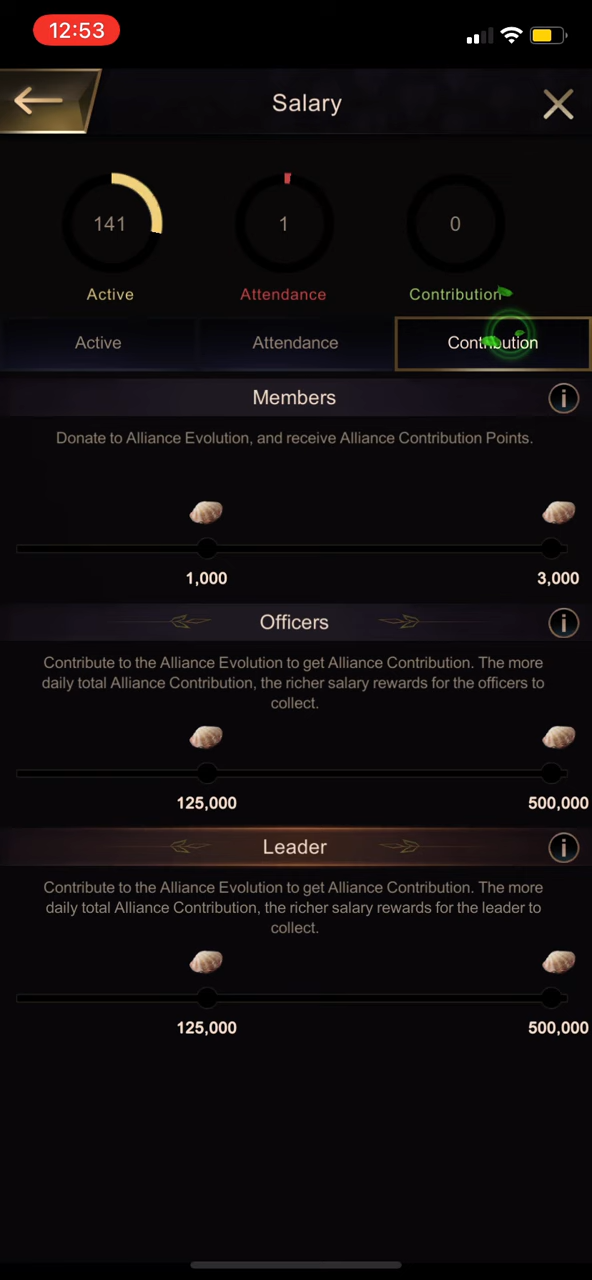 12:53
Salary
141
1
0
Active
Attendance
Contribution
Active
Attendance
Contribution
Members
Donate to Alliance Evolution, and receive Alliance Contribution Points.
1,000
3,000
Officers
Contribute to the Alliance Evolution to get Alliance Contribution. The more
daily total Alliance Contribution, the richer salary rewards for the officers to
collect.
125,000
500,000
Leader
Contribute to the Alliance Evolution to get Alliance Contribution. The more
daily total Alliance Contribution, the richer salary rewards for the leader to
collect.
125,000
500,000